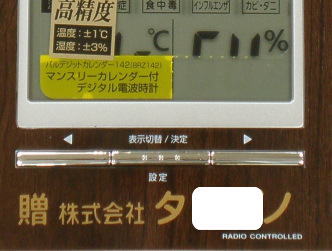 食中毒 インフルエンザ カビ・ダニ
高精度
温度：±1℃
湿度：±3%
℃ %
パルデジットカレンダー142(8RZ142)
マンスリーカレンダー付
デジタル電波時計
◀ 表示切替/決定 ▶
設定
贈 株式会社 タ ノ
RADIO CONTROLLED